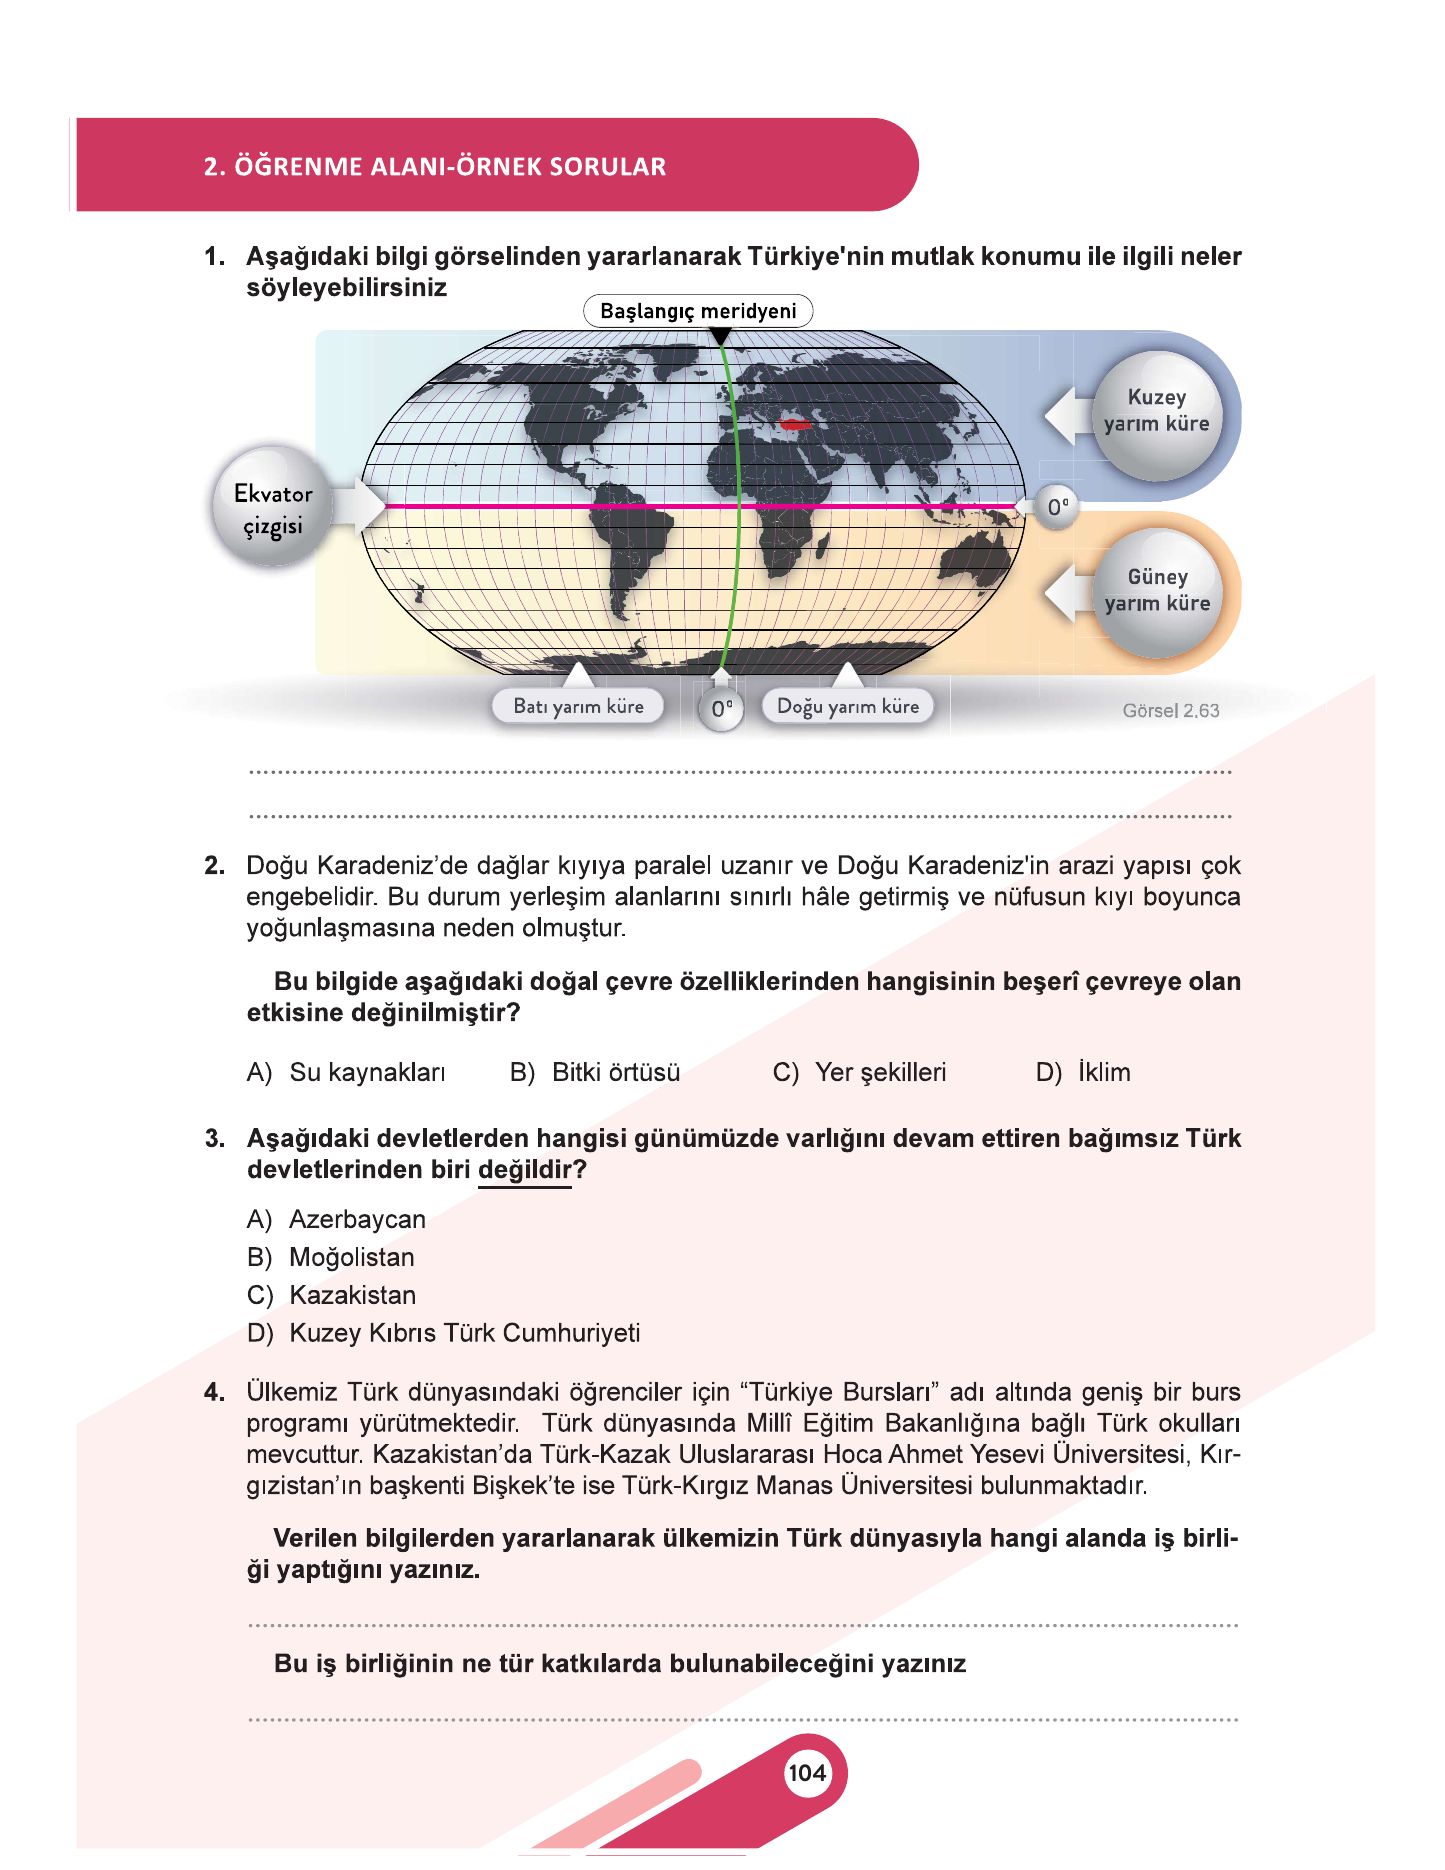 2. ÖĞRENME ALANI-ÖRNEK SORULAR
1. Aşağıdaki bilgi görselinden yararlanarak Türkiye'nin mutlak konumu ile ilgili neler
söyleyebilirsiniz
Başlangıç meridyeni
Kuzey
yarım küre
Ekvator
çizgisi
0°
Güney
yarım küre
Batı yarım küre
0°
Doğu yarım küre
Görsel 2.63
2. Doğu Karadeniz’de dağlar kıyıya paralel uzanır ve Doğu Karadeniz'in arazi yapısı çok
engebelidir. Bu durum yerleşim alanlarını sınırlı hâle getirmiş ve nüfusun kıyı boyunca
yoğunlaşmasına neden olmuştur.
Bu bilgide aşağıdaki doğal çevre özelliklerinden hangisinin beşerî çevreye olan
etkisine değinilmiştir?
A) Su kaynakları B) Bitki örtüsü C) Yer şekilleri D) İklim
3. Aşağıdaki devletlerden hangisi günümüzde varlığını devam ettiren bağımsız Türk
devletlerinden biri değildir?
A) Azerbaycan
B) Moğolistan
C) Kazakistan
D) Kuzey Kıbrıs Türk Cumhuriyeti
4. Ülkemiz Türk dünyasındaki öğrenciler için “Türkiye Bursları” adı altında geniş bir burs
programı yürütmektedir. Türk dünyasında Millî Eğitim Bakanlığına bağlı Türk okulları
mevcuttur. Kazakistan’da Türk-Kazak Uluslararası Hoca Ahmet Yesevi Üniversitesi, Kır-
gızistan’ın başkenti Bişkek’te ise Türk-Kırgız Manas Üniversitesi bulunmaktadır.
Verilen bilgilerden yararlanarak ülkemizin Türk dünyasıyla hangi alanda iş birli-
ği yaptığını yazınız.
Bu iş birliğinin ne tür katkılarda bulunabileceğini yazınız
104